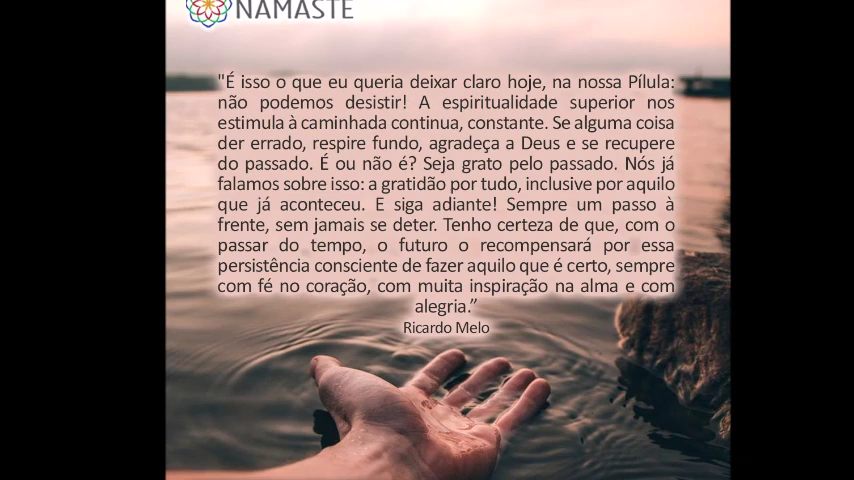 NAMASTE
"É isso o que eu queria deixar claro hoje, na nossa Pílula:
não podemos desistir! A espiritualidade superior nos
estimula à caminhada continua, constante. Se alguma coisa
der errado, respire fundo, agradeça a Deus e se recupere
do passado. É ou não é? Seja grato pelo passado. Nós já
falamos sobre isso: a gratidão por tudo, inclusive por aquilo
que já aconteceu. E siga adiante! Sempre um passo à
frente, sem jamais se deter. Tenho certeza de que, com o
passar do tempo, o futuro o recompensará por essa
persistência consciente de fazer aquilo que é certo, sempre
com fé no coração, com muita inspiração na alma e com
alegria.”
Ricardo Melo